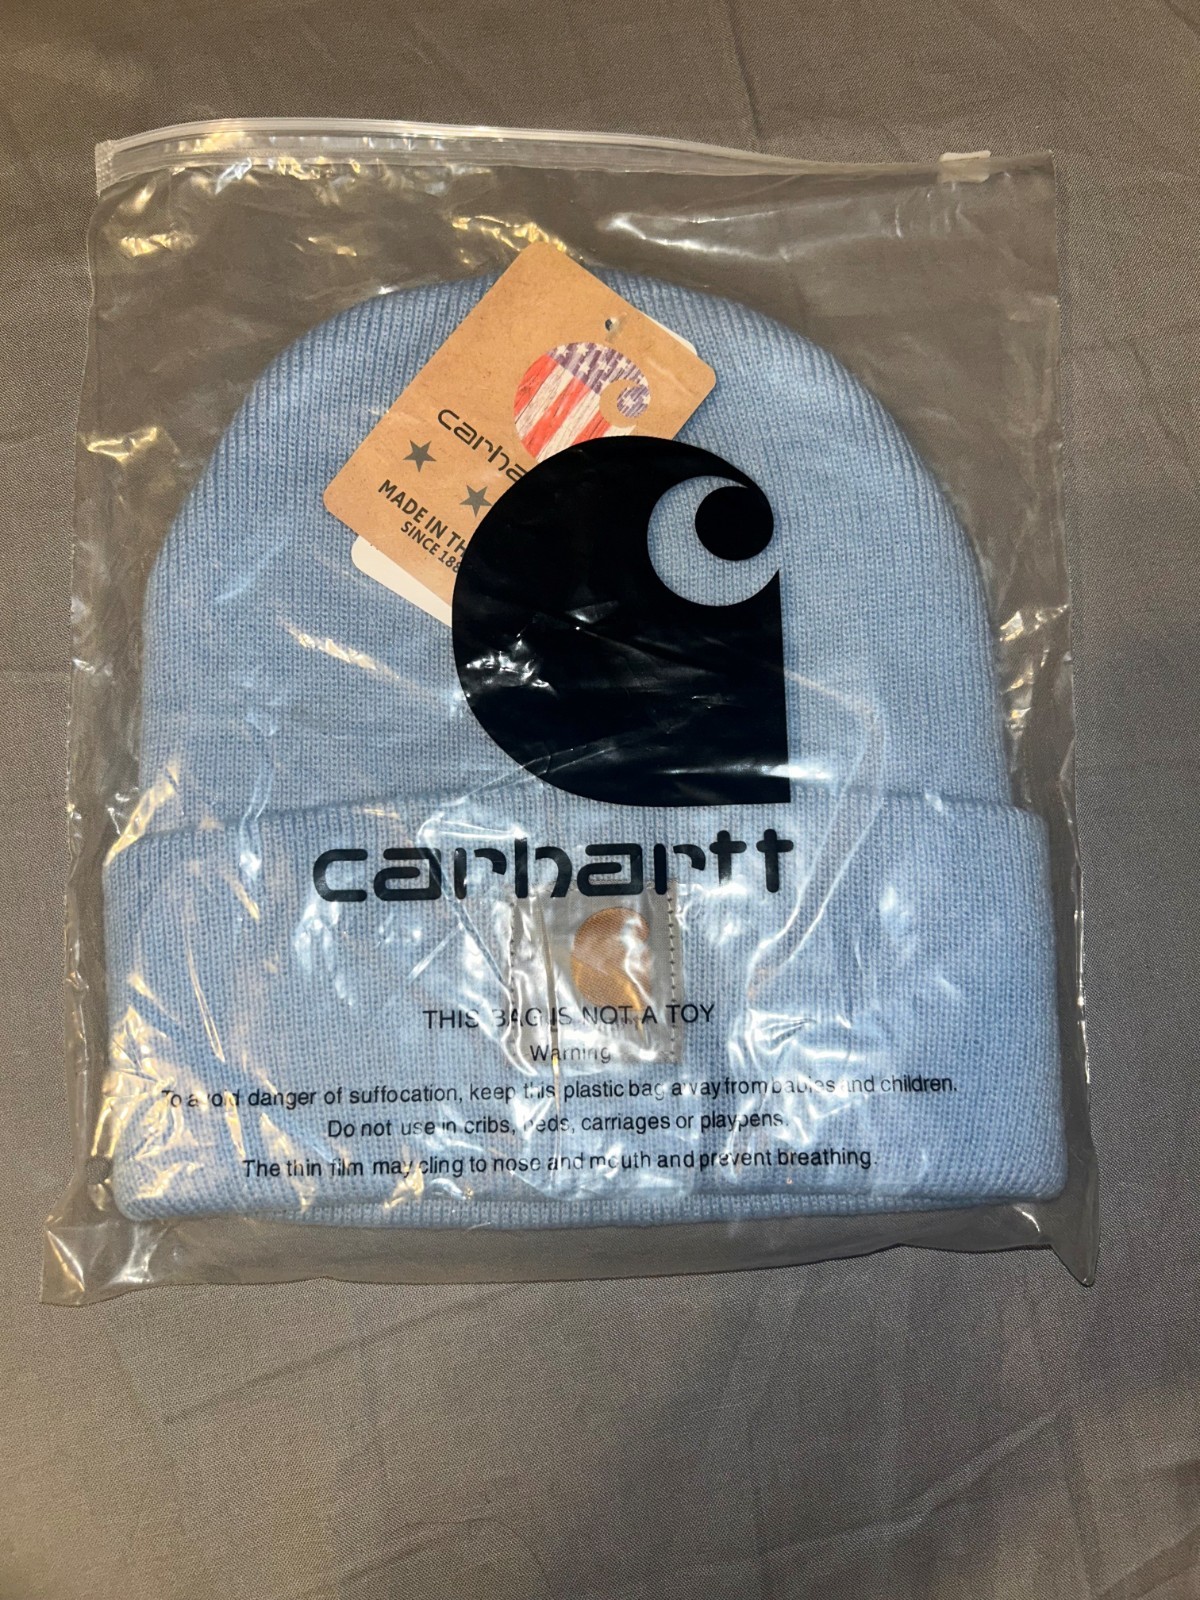 carha
MADE IN TH
SINCE 188
carhartt
THIS BAG IS NOT A TOY
Warning
To avoid danger of suffocation, keep this plastic bag away from babies and children.
Do not use in cribs, beds, carriages or playpens.
The thin film may cling to nose and mouth and prevent breathing.